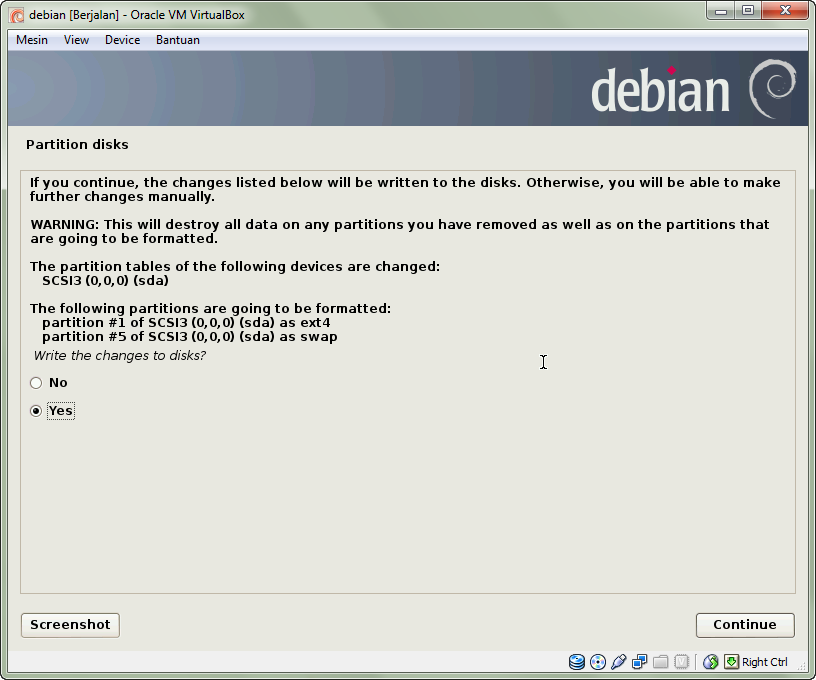 debian [Berjalan] - Oracle VM VirtualBox
Mesin View Device Bantuan
debian
Partition disks
If you continue, the changes listed below will be written to the disks. Otherwise, you will be able to make
further changes manually.
WARNING: This will destroy all data on any partitions you have removed as well as on the partitions that
are going to be formatted.
The partition tables of the following devices are changed:
SCSI3 (0,0,0) (sda)
The following partitions are going to be formatted:
partition #1 of SCSI3 (0,0,0) (sda) as ext4
partition #5 of SCSI3 (0,0,0) (sda) as swap
Write the changes to disks?
No
Yes
Screenshot Continue
Right Ctrl